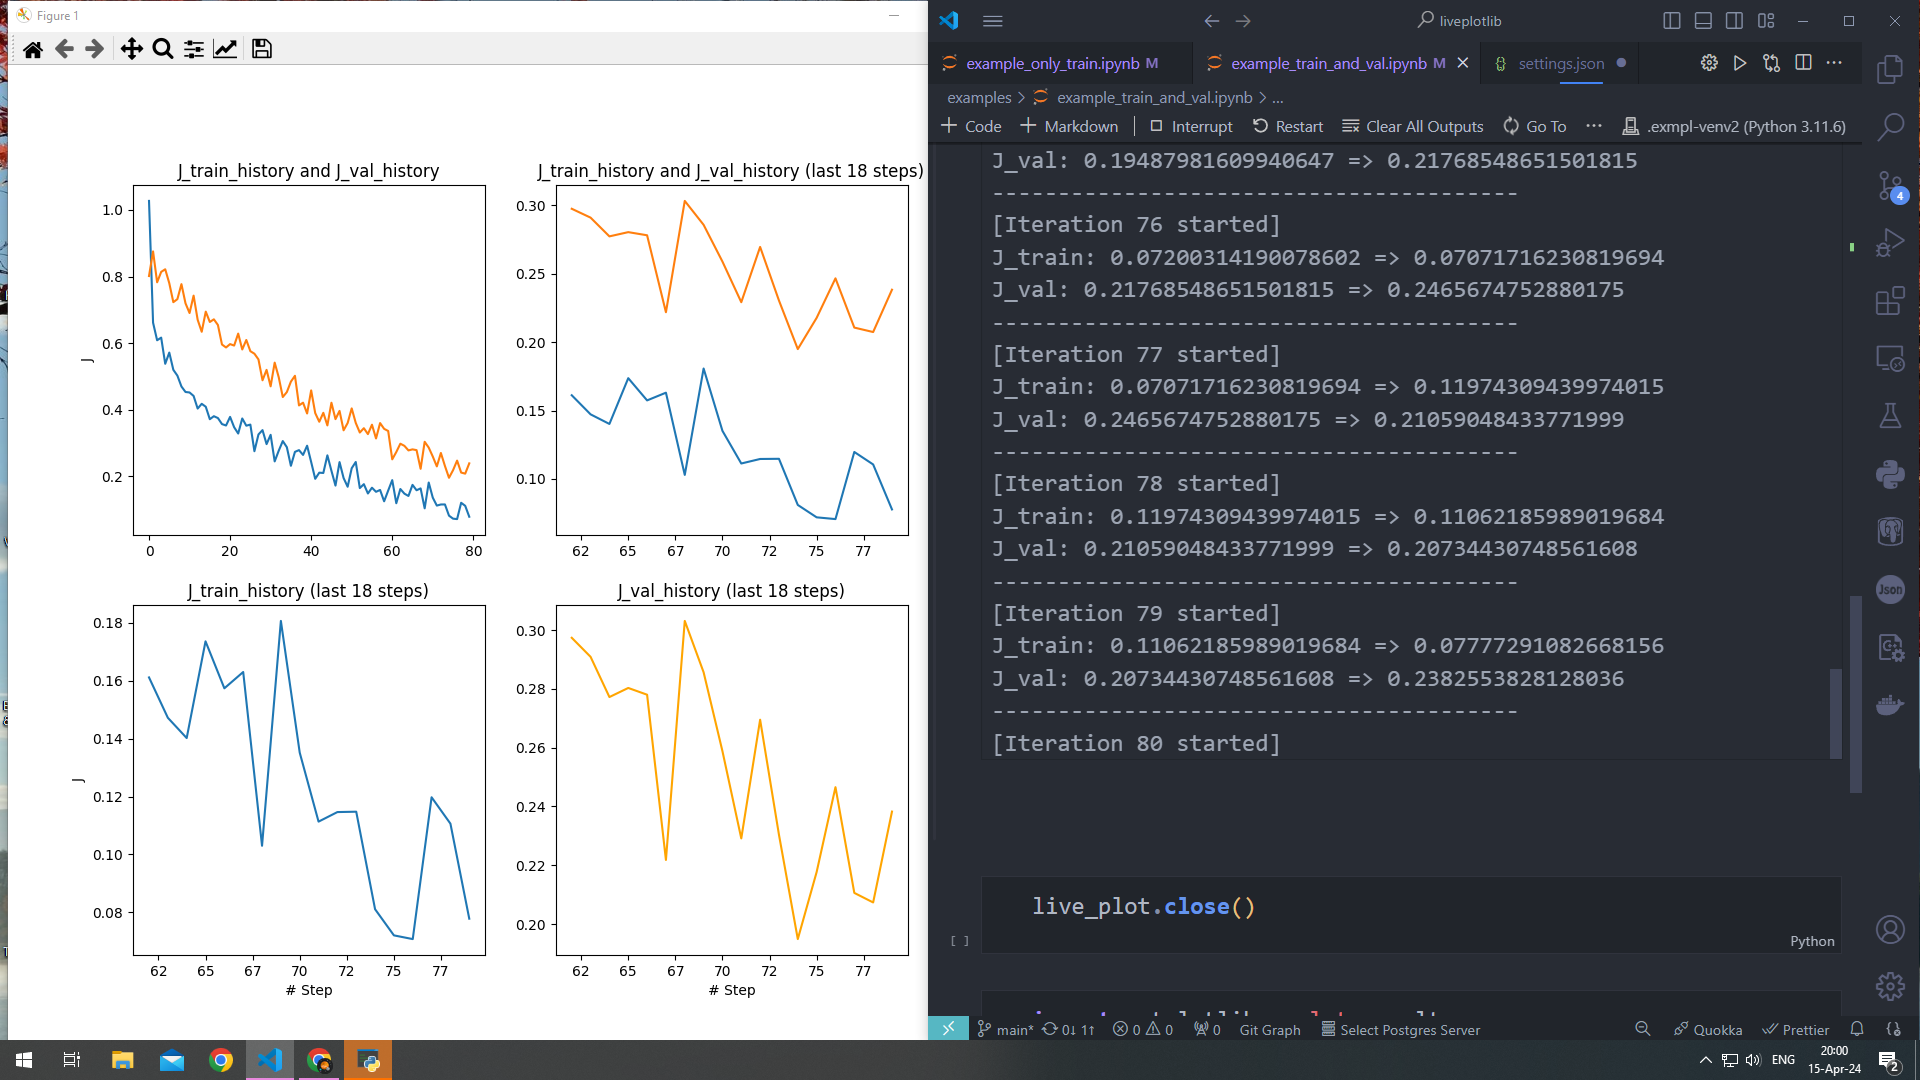 Figure 1
J_train_history and J_val_history
J
1.0
0.8
0.6
0.4
0.2
0 20 40 60 80
J_train_history and J_val_history (last 18 steps)
0.30
0.25
0.20
0.15
0.10
62 65 67 70 72 75 77
J_train_history (last 18 steps)
J
0.18
0.16
0.14
0.12
0.10
0.08
62 65 67 70 72 75 77
# Step
J_val_history (last 18 steps)
0.30
0.28
0.26
0.24
0.22
0.20
62 65 67 70 72 75 77
# Step
liveplotlib
example_only_train.ipynb M
example_train_and_val.ipynb M
settings.json
examples > example_train_and_val.ipynb > ...
Code Markdown Interrupt Restart Clear All Outputs Go To ... .exmpl-venv2 (Python 3.11.6)
J_val: 0.19487981609940647 => 0.21768548651501815
----------------------------------------
[Iteration 76 started]
J_train: 0.07200314190078602 => 0.07071716230819694
J_val: 0.21768548651501815 => 0.2465674752880175
----------------------------------------
[Iteration 77 started]
J_train: 0.07071716230819694 => 0.11974309439974015
J_val: 0.2465674752880175 => 0.21059048433771999
----------------------------------------
[Iteration 78 started]
J_train: 0.11974309439974015 => 0.11062185989019684
J_val: 0.21059048433771999 => 0.20734430748561608
----------------------------------------
[Iteration 79 started]
J_train: 0.11062185989019684 => 0.07777291082668156
J_val: 0.20734430748561608 => 0.2382553828128036
----------------------------------------
[Iteration 80 started]
live_plot.close()
[ ]
Python
4
Json
main* 0↓ 1↑ 0 0 0 Git Graph Select Postgres Server Quokka Prettier
ENG
20:00
15-Apr-24
2